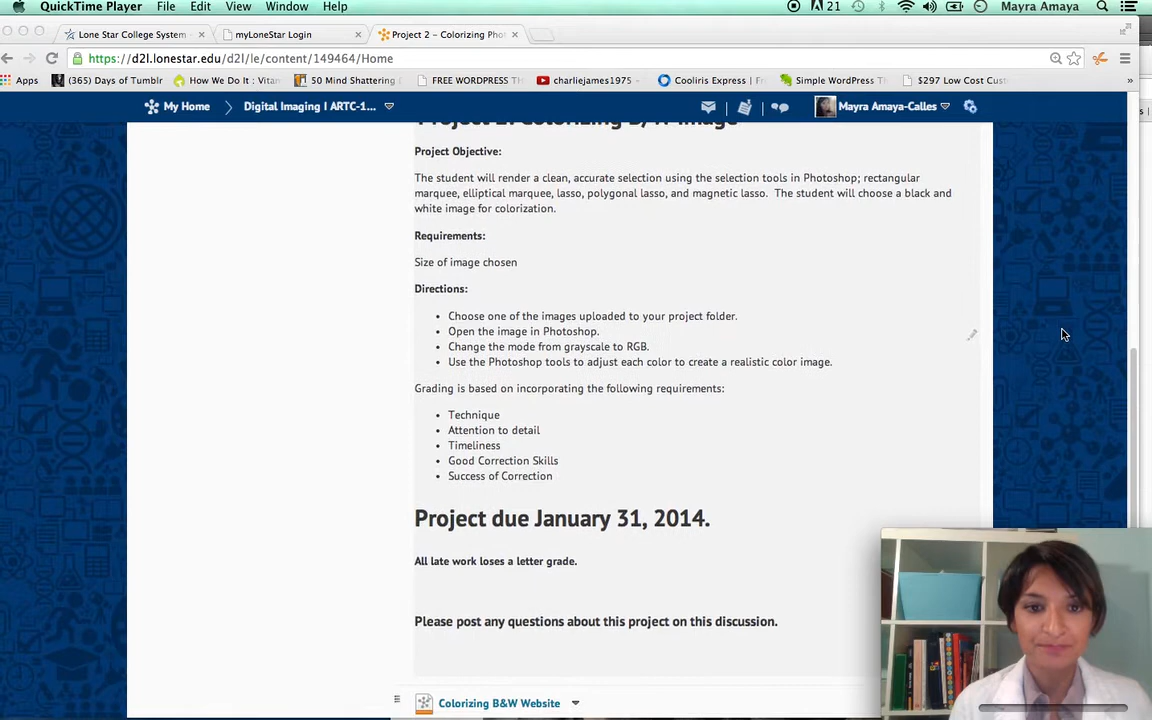 QuickTime Player File Edit View Window Help 21 Mayra Amaya
Lone Star College System myLoneStar Login Project 2 – Colorizing Phot
https://d2l.lonestar.edu/d2l/le/content/149464/Home
Apps (365) Days of Tumblr How We Do It : Vitam 50 Mind Shattering FREE WORDPRESS TH charliejames1975 Cooliris Express | F Simple WordPress Th $297 Low Cost Cust »
My Home Digital Imaging I ARTC-1... Mayra Amaya-Calles
Project 2: Colorizing B/W Image
Project Objective:
The student will render a clean, accurate selection using the selection tools in Photoshop; rectangular
marquee, elliptical marquee, lasso, polygonal lasso, and magnetic lasso. The student will choose a black and
white image for colorization.
Requirements:
Size of image chosen
Directions:
• Choose one of the images uploaded to your project folder.
• Open the image in Photoshop.
• Change the mode from grayscale to RGB.
• Use the Photoshop tools to adjust each color to create a realistic color image.
Grading is based on incorporating the following requirements:
• Technique
• Attention to detail
• Timeliness
• Good Correction Skills
• Success of Correction
Project due January 31, 2014.
All late work loses a letter grade.
Please post any questions about this project on this discussion.
Colorizing B&W Website